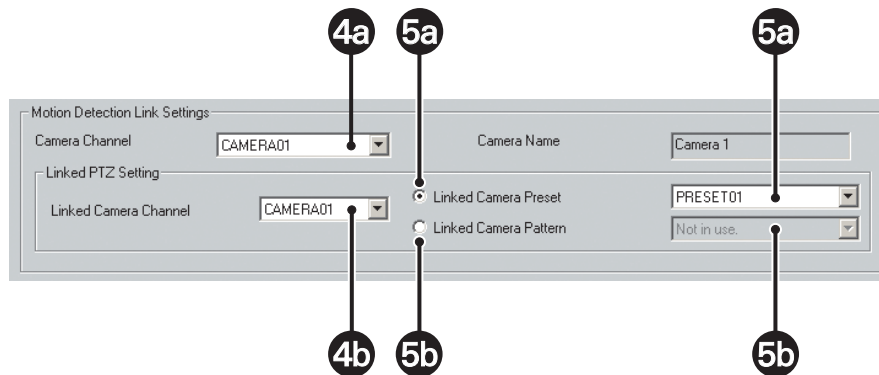 4a 5a 5a
Motion Detection Link Settings
Camera Channel CAMERA01 Camera Name Camera 1
Linked PTZ Setting
Linked Camera Channel CAMERA01
Linked Camera Preset PRESET01
Linked Camera Pattern Not in use.
4b 5b 5b